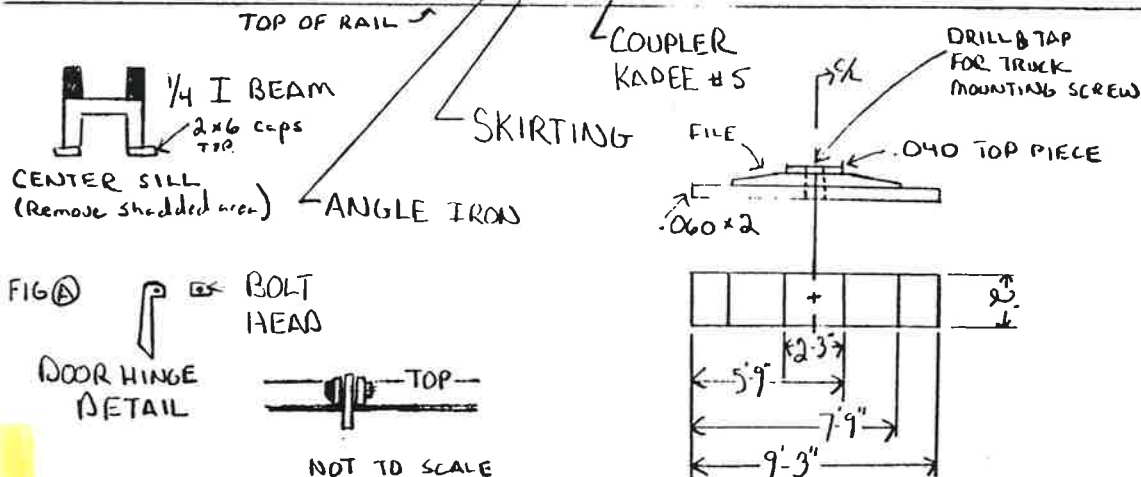 TOP OF RAIL
COUPLER
KADEE #5
DRILL & TAP
FOR TRUCK
MOUNTING SCREW
C/L
1/4 I BEAM
2x6 caps
TYP.
SKIRTING
FILE
.040 TOP PIECE
CENTER SILL
(Remove shadded area)
ANGLE IRON
.060 x 2
FIG A
BOLT
HEAD
DOOR HINGE
DETAIL
TOP
NOT TO SCALE
2'
2'-3"
5'-9"
7'-9"
9'-3"